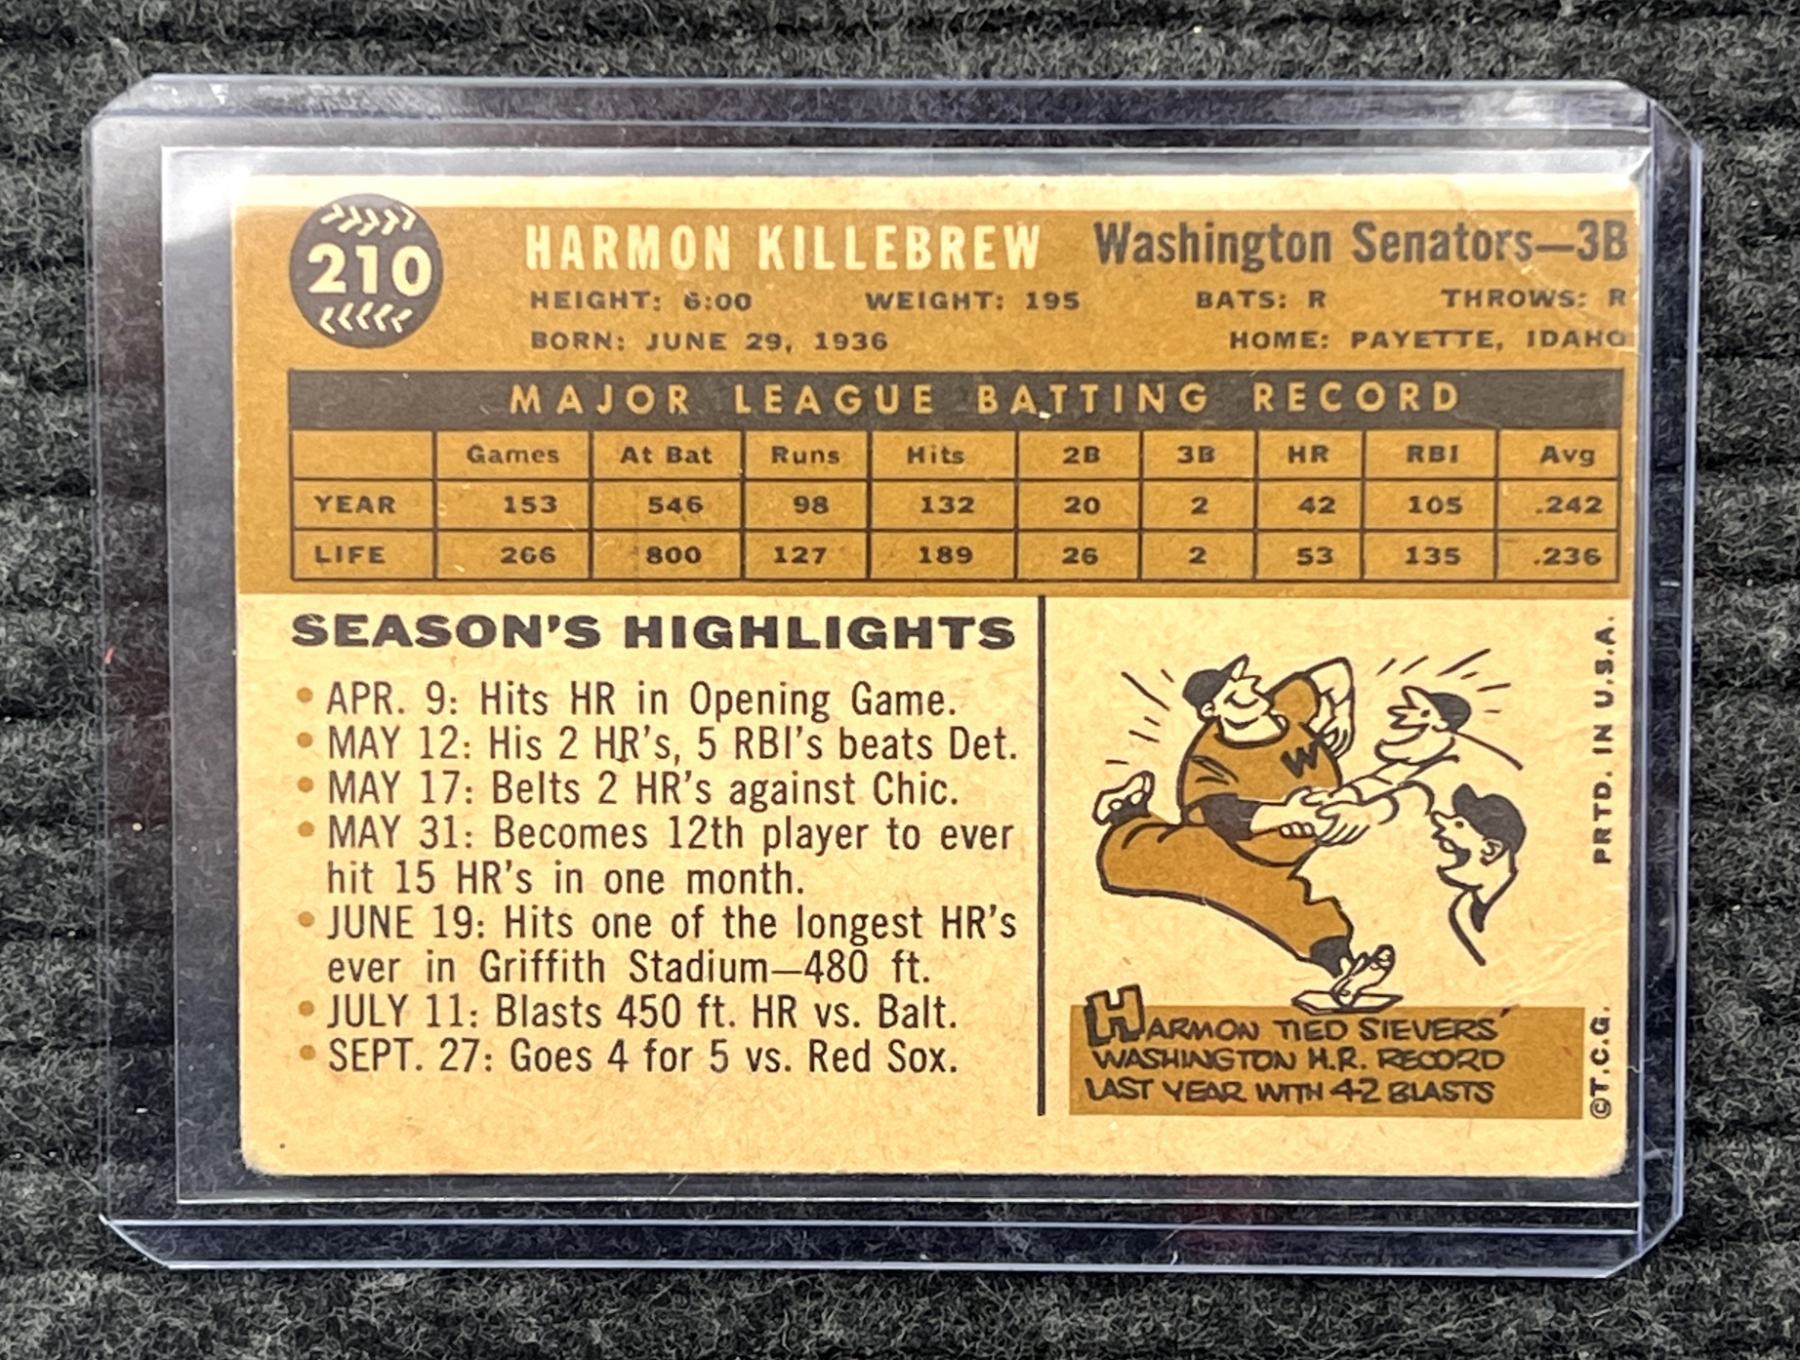 210
HARMON KILLEBREW Washington Senators—3B
HEIGHT: 6:00 WEIGHT: 195 BATS: R THROWS: R
BORN: JUNE 29, 1936 HOME: PAYETTE, IDAHO
MAJOR LEAGUE BATTING RECORD
Games At Bat Runs Hits 2B 3B HR RBI Avg
YEAR 153 546 98 132 20 2 42 105 .242
LIFE 266 800 127 189 26 2 53 135 .236
SEASON'S HIGHLIGHTS
• APR. 9: Hits HR in Opening Game.
• MAY 12: His 2 HR's, 5 RBI's beats Det.
• MAY 17: Belts 2 HR's against Chic.
• MAY 31: Becomes 12th player to ever
hit 15 HR's in one month.
• JUNE 19: Hits one of the longest HR's
ever in Griffith Stadium—480 ft.
• JULY 11: Blasts 450 ft. HR vs. Balt.
• SEPT. 27: Goes 4 for 5 vs. Red Sox.
W
HARMON TIED SIEVERS'
WASHINGTON H.R. RECORD
LAST YEAR WITH 42 BLASTS
©T.C.G. PRTD. IN U.S.A.